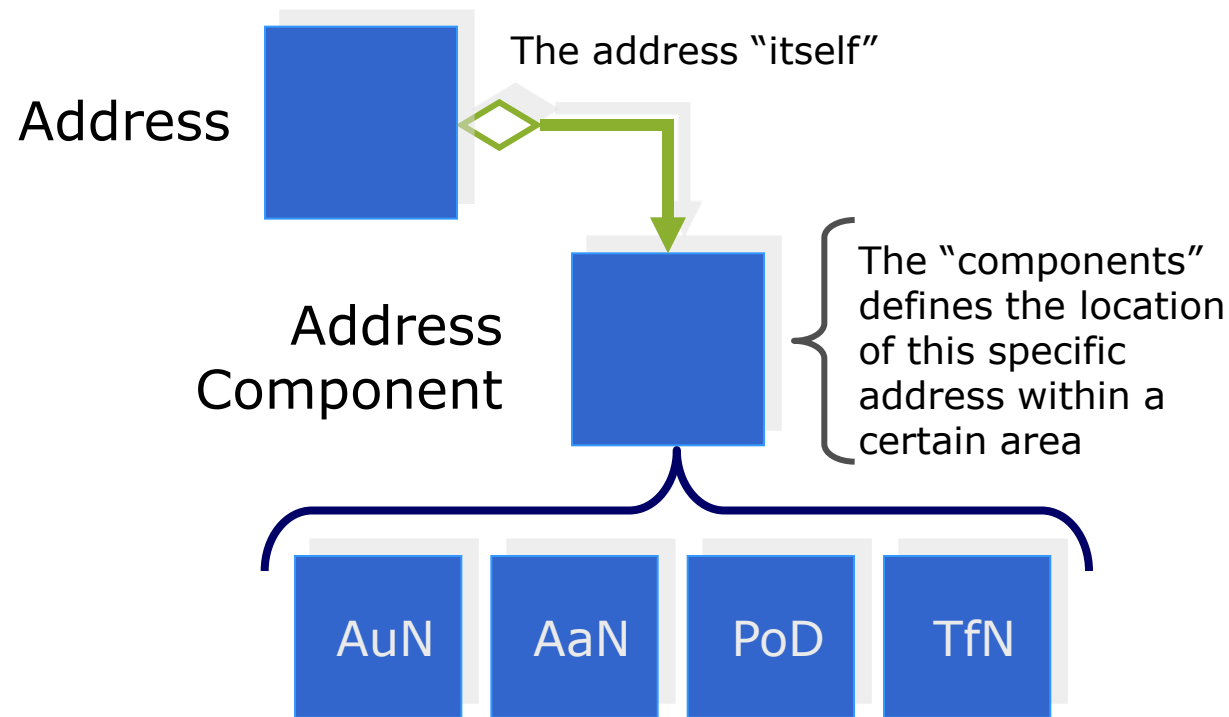 The address “itself”
Address
Address
Component
The “components”
defines the location
of this specific
address within a
certain area
AuN
AaN
PoD
TfN